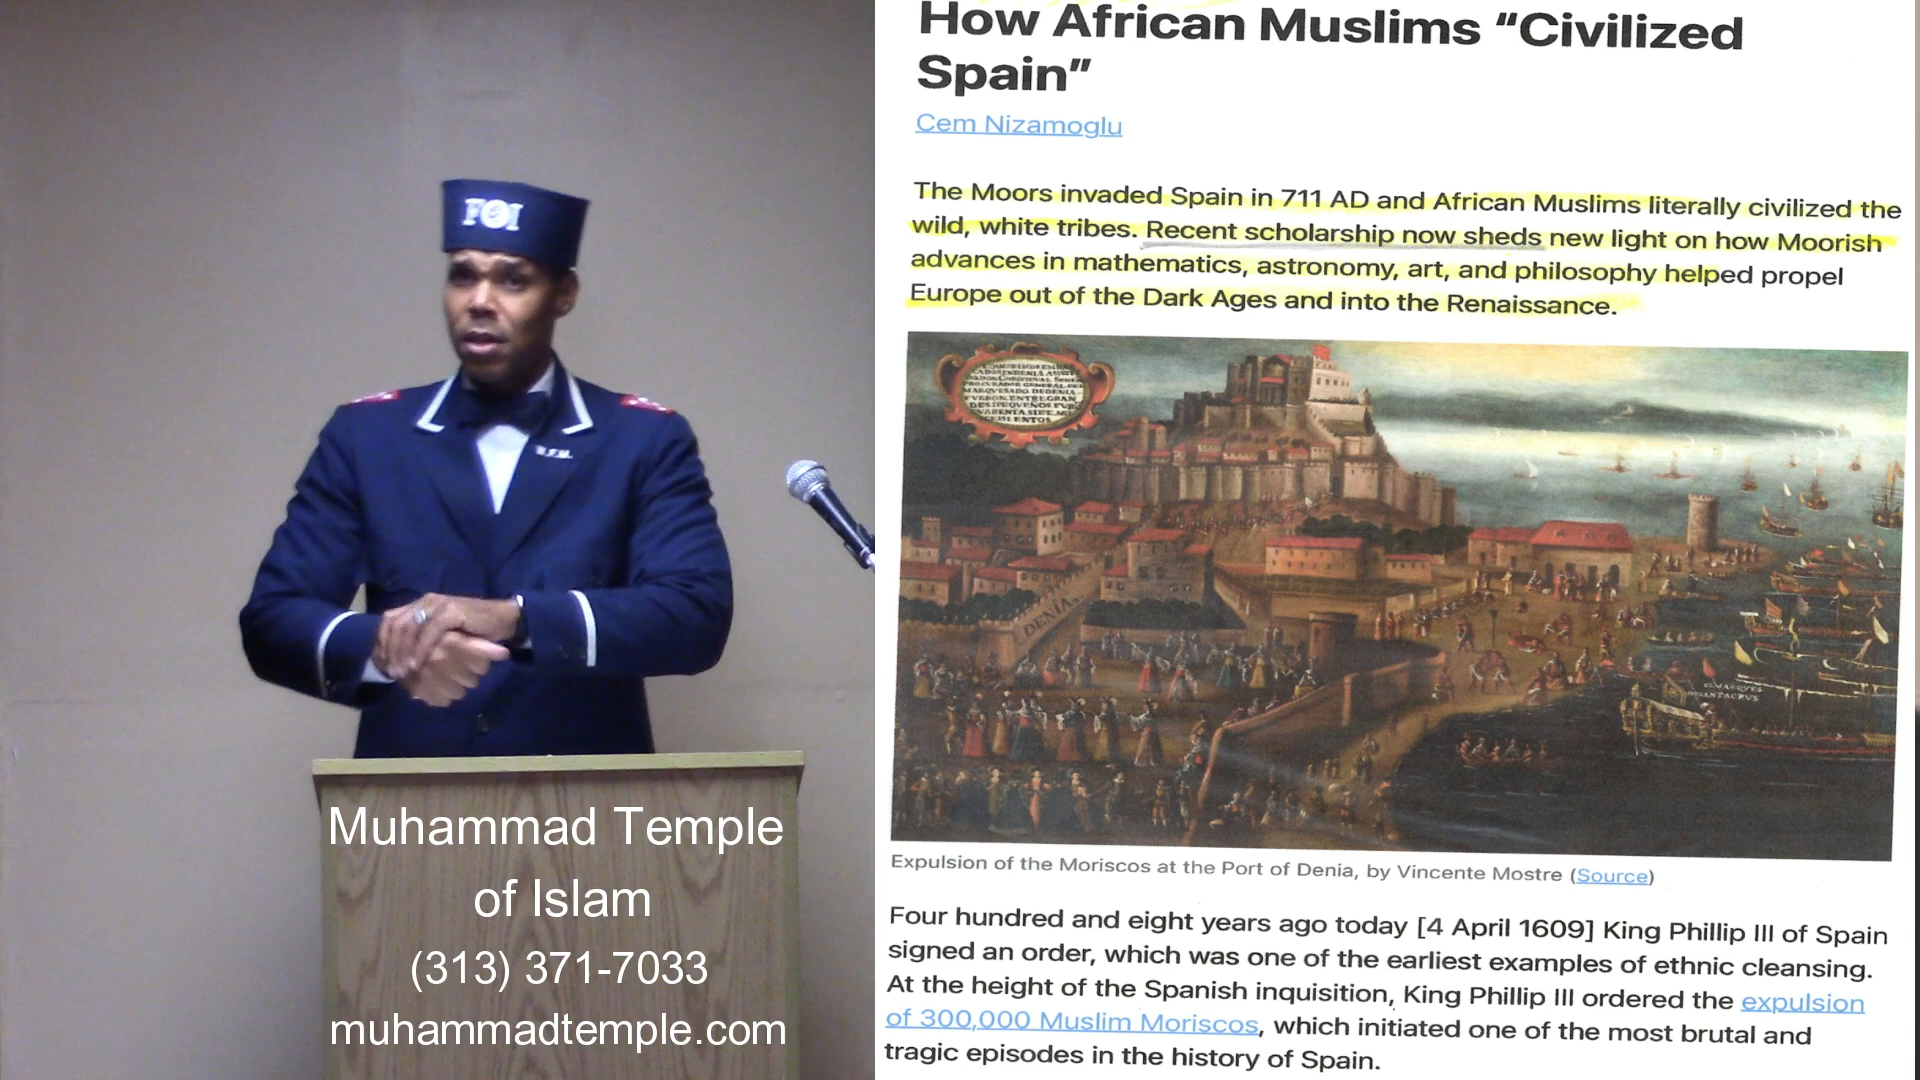 FOI
Muhammad Temple
of Islam
(313) 371-7033
muhammadtemple.com
How African Muslims “Civilized
Spain”
Cem Nizamoglu
The Moors invaded Spain in 711 AD and African Muslims literally civilized the
wild, white tribes. Recent scholarship now sheds new light on how Moorish
advances in mathematics, astronomy, art, and philosophy helped propel
Europe out of the Dark Ages and into the Renaissance.
DENIA
Expulsion of the Moriscos at the Port of Denia, by Vincente Mostre (Source)
Four hundred and eight years ago today [4 April 1609] King Phillip III of Spain
signed an order, which was one of the earliest examples of ethnic cleansing.
At the height of the Spanish inquisition, King Phillip III ordered the expulsion
of 300,000 Muslim Moriscos, which initiated one of the most brutal and
tragic episodes in the history of Spain.